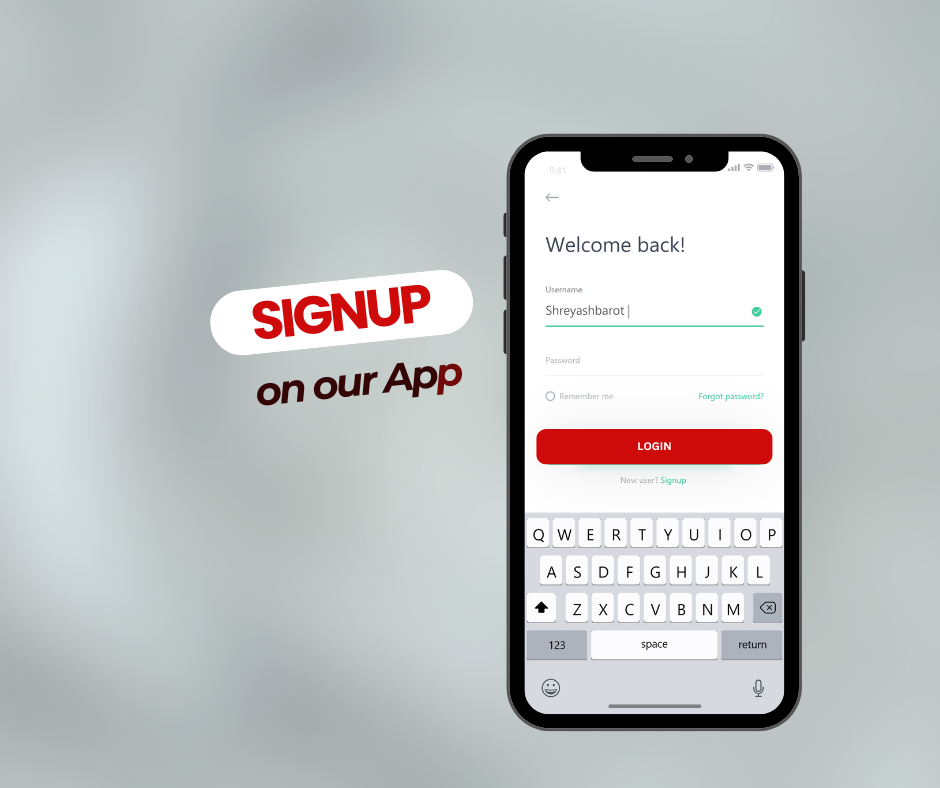 SIGNUP
on our App
9:41
Welcome back!
Username
Shreyashbarot
Password
Remember me
Forgot password?
LOGIN
New user? Signup
Q W E R T Y U I O P
A S D F G H J K L
Z X C V B N M
123 space return